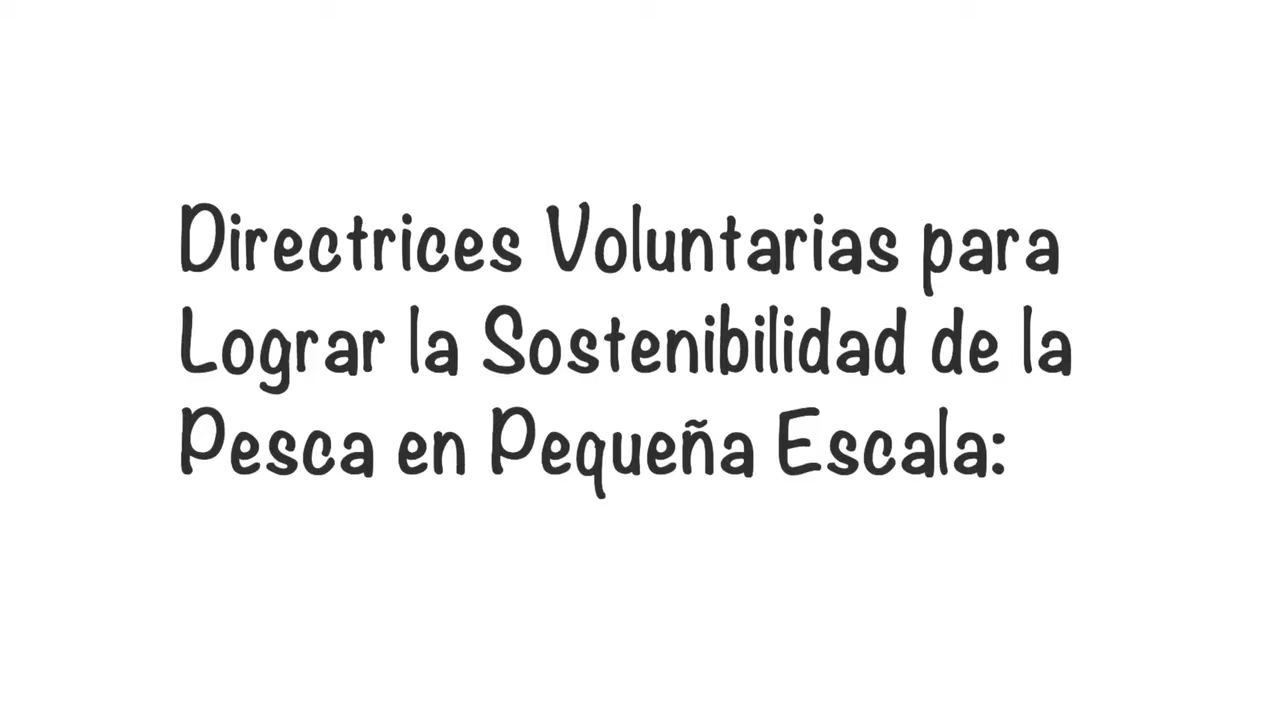 Directrices Voluntarias para
Lograr la Sostenibilidad de la
Pesca en Pequeña Escala: